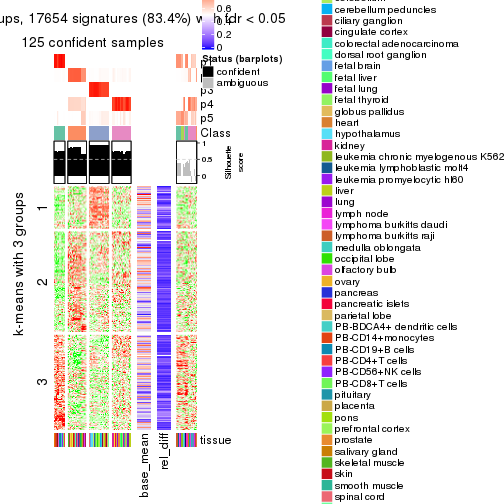 ups, 17654 signatures (83.4%) with fdr < 0.05
125 confident samples
0.6
0.4
0.2
0
Status (barplots)
confident
ambiguous
p4
p5
Class
1
0.5
0
Silhouette
score
k-means with 3 groups
1
2
3
base_mean
rel_diff
tissue
cerebellum peduncles
ciliary ganglion
cingulate cortex
colorectal adenocarcinoma
dorsal root ganglion
fetal brain
fetal liver
fetal lung
fetal thyroid
globus pallidus
heart
hypothalamus
kidney
leukemia chronic myelogenous K562
leukemia lymphoblastic molt4
leukemia promyelocytic hl60
liver
lung
lymph node
lymphoma burkitts daudi
lymphoma burkitts raji
medulla oblongata
occipital lobe
olfactory bulb
ovary
pancreas
pancreatic islets
parietal lobe
PB-BDCA4+ dendritic cells
PB-CD14+monocytes
PB-CD19+B cells
PB-CD4+T cells
PB-CD56+NK cells
PB-CD8+T cells
pituitary
placenta
pons
prefrontal cortex
prostate
salivary gland
skeletal muscle
skin
smooth muscle
spinal cord